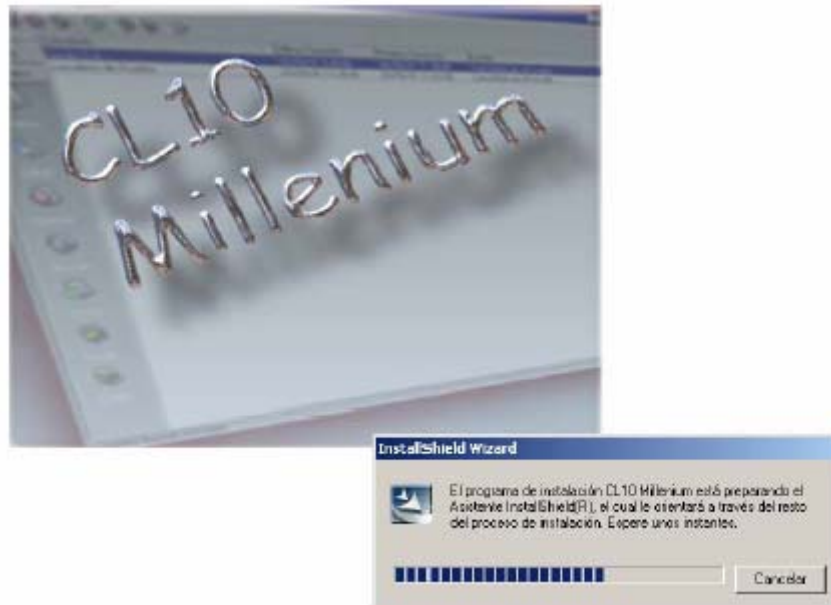 CL10
Millenium
InstallShield Wizard
El programa de instalación CL10 Millenium está preparando el
Asistente InstallShield(R), el cual le orientará a través del resto
del proceso de instalación. Espere unos instantes.
Cancelar